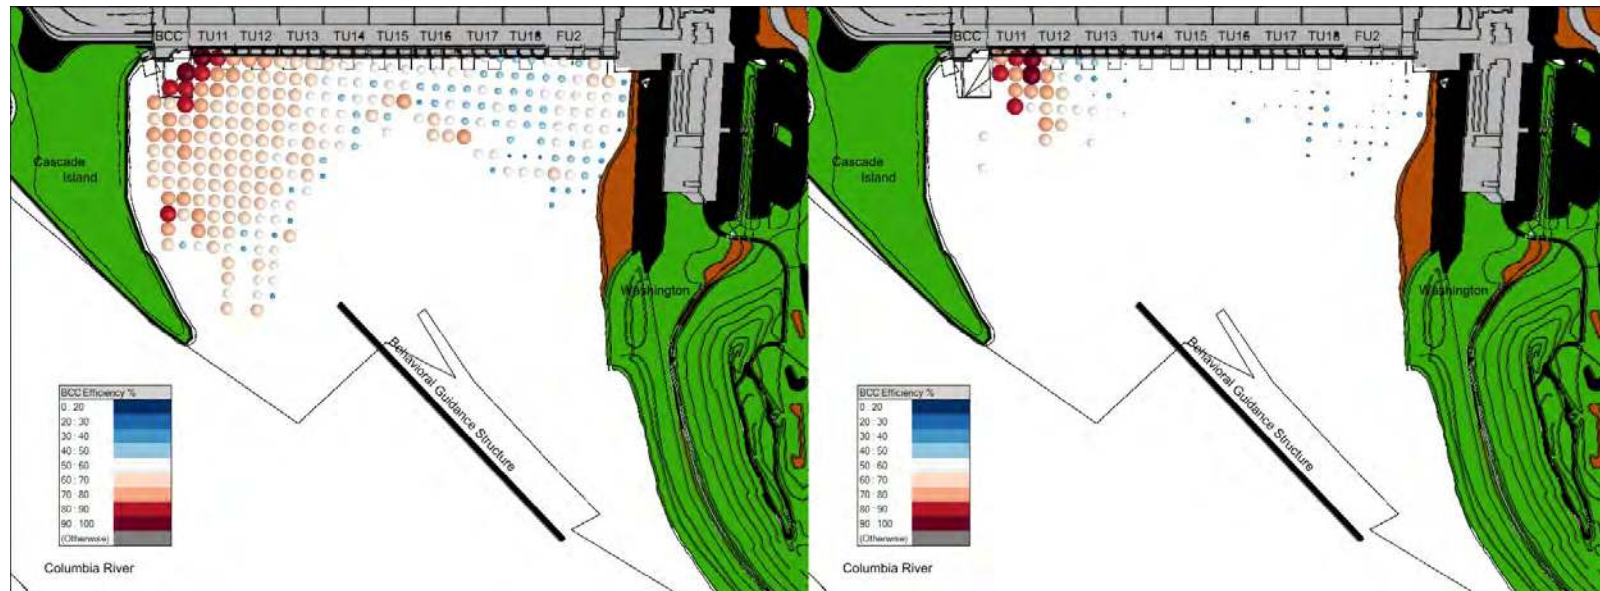 BCC TU11 TU12 TU13 TU14 TU15 TU16 TU17 TU18 FU2
Cascade
Island
Washington
Behavioral Guidance Structure
BCC Efficiency %
0 : 20
20 : 30
30 : 40
40 : 50
50 : 60
60 : 70
70 : 80
80 : 90
90 : 100
(Otherwise)
Columbia River
BCC TU11 TU12 TU13 TU14 TU15 TU16 TU17 TU18 FU2
Cascade
Island
Washington
Behavioral Guidance Structure
BCC Efficiency %
0 : 20
20 : 30
30 : 40
40 : 50
50 : 60
60 : 70
70 : 80
80 : 90
90 : 100
(Otherwise)
Columbia River